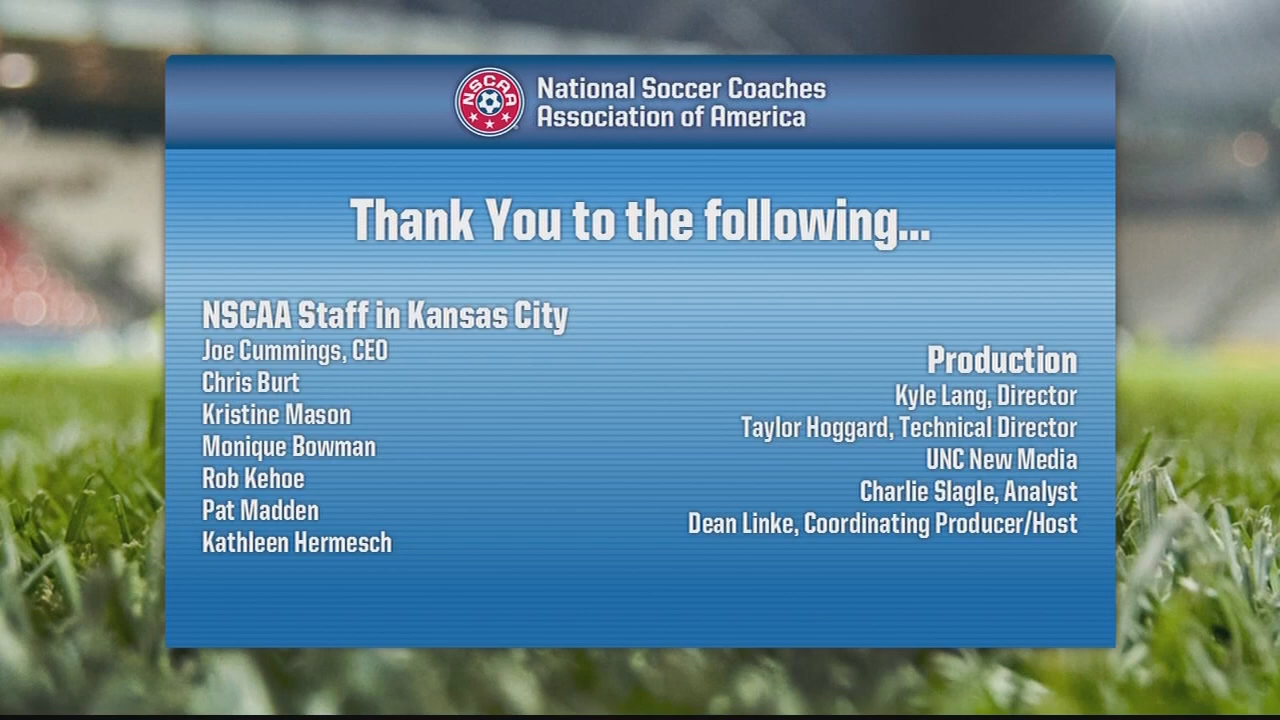 NSCAA
National Soccer Coaches
Association of America
Thank You to the following...
NSCAA Staff in Kansas City
Joe Cummings, CEO
Chris Burt
Kristine Mason
Monique Bowman
Rob Kehoe
Pat Madden
Kathleen Hermesch
Production
Kyle Lang, Director
Taylor Hoggard, Technical Director
UNC New Media
Charlie Slagle, Analyst
Dean Linke, Coordinating Producer/Host